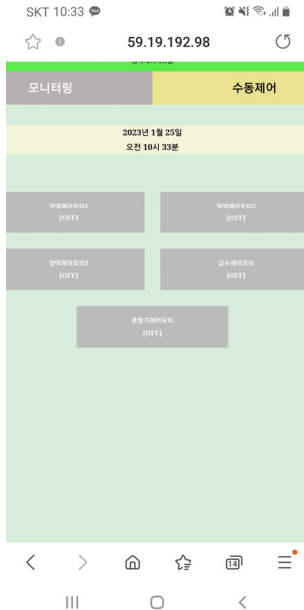 SKT 10:33
59.19.192.98
모니터링
수동제어
2023년 1월 25일
오전 10시 33분
양액제어모터1
[OFF]
양액제어모터2
[OFF]
양액제어모터3
[OFF]
급수제어모터
[OFF]
혼합기제어모터
[OFF]
14